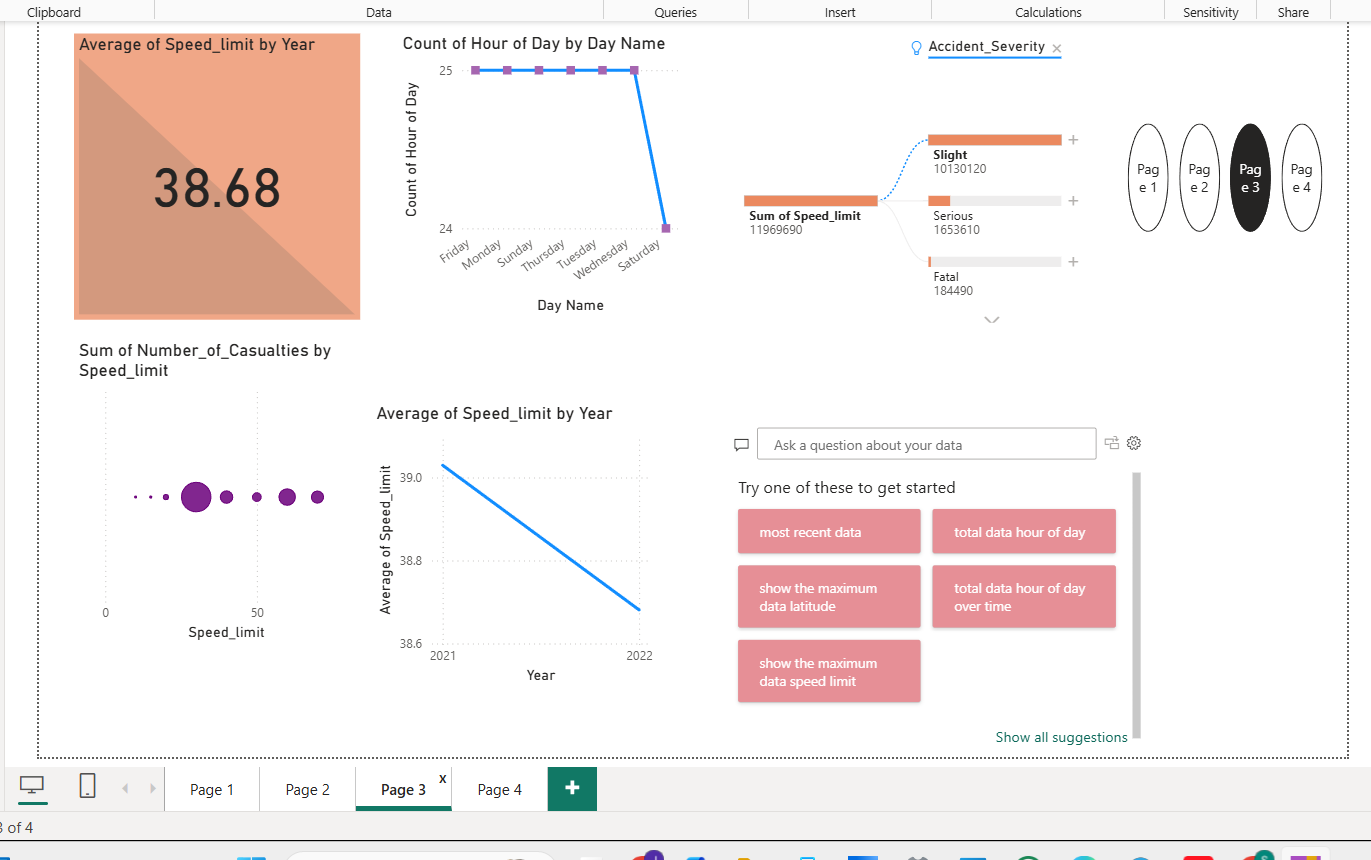 Clipboard
Data
Queries
Insert
Calculations
Sensitivity
Share
Average of Speed_limit by Year
38.68
Count of Hour of Day by Day Name
Count of Hour of Day
25
24
Friday
Monday
Sunday
Thursday
Tuesday
Wednesday
Saturday
Day Name
Accident_Severity
Sum of Speed_limit
11969690
Slight
10130120
Serious
1653610
Fatal
184490
Pag
e 1
Pag
e 2
Pag
e 3
Pag
e 4
Sum of Number_of_Casualties by
Speed_limit
0
50
Speed_limit
Average of Speed_limit by Year
Average of Speed_limit
39.0
38.8
38.6
2021
2022
Year
Ask a question about your data
Try one of these to get started
most recent data
total data hour of day
show the maximum
data latitude
total data hour of day
over time
show the maximum
data speed limit
Show all suggestions
Page 1
Page 2
Page 3
x
Page 4
+
of 4